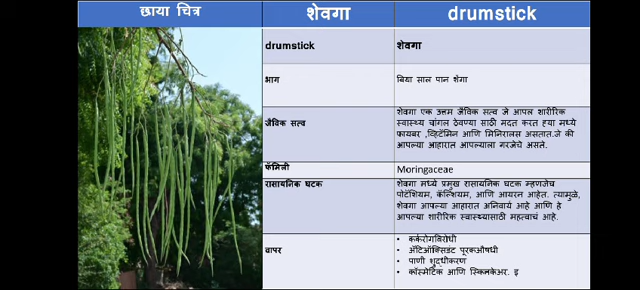 छाया चित्र
शेवगा
drumstick
drumstick
शेवगा
भाग
बिया साल पान शेंगा
जैविक सत्व
शेवगा एक उत्तम जैविक सत्व जे आपल शारीरिक
स्वास्थ्य चांगल ठेवण्या साठी मदत करत हया मध्ये
फायबर ,व्हिटॅमिन आणि मिनिरालस असतात.जे की
आपल्या आहारात आपल्याला गरजेचे असते.
फॅमिली
Moringaceae
रासायनिक घटक
शेवगा मध्ये प्रमुख रासायनिक घटक म्हणजेच
पोटॅशियम, कॅल्शियम, आणि आयरन आहेत. त्यामुळे,
शेवगा आपल्या आहारात अनिवार्य आहे आणि हे
आपल्या शारीरिक स्वास्थ्यासाठी महत्वाचं आहे.
वापर
• कर्करोगविरोधी
• अँटिऑक्सिडंट पूरकऔषधी
• पाणी शुद्धीकरण
• कॉस्मेटिक आणि स्किनकेअर. इ